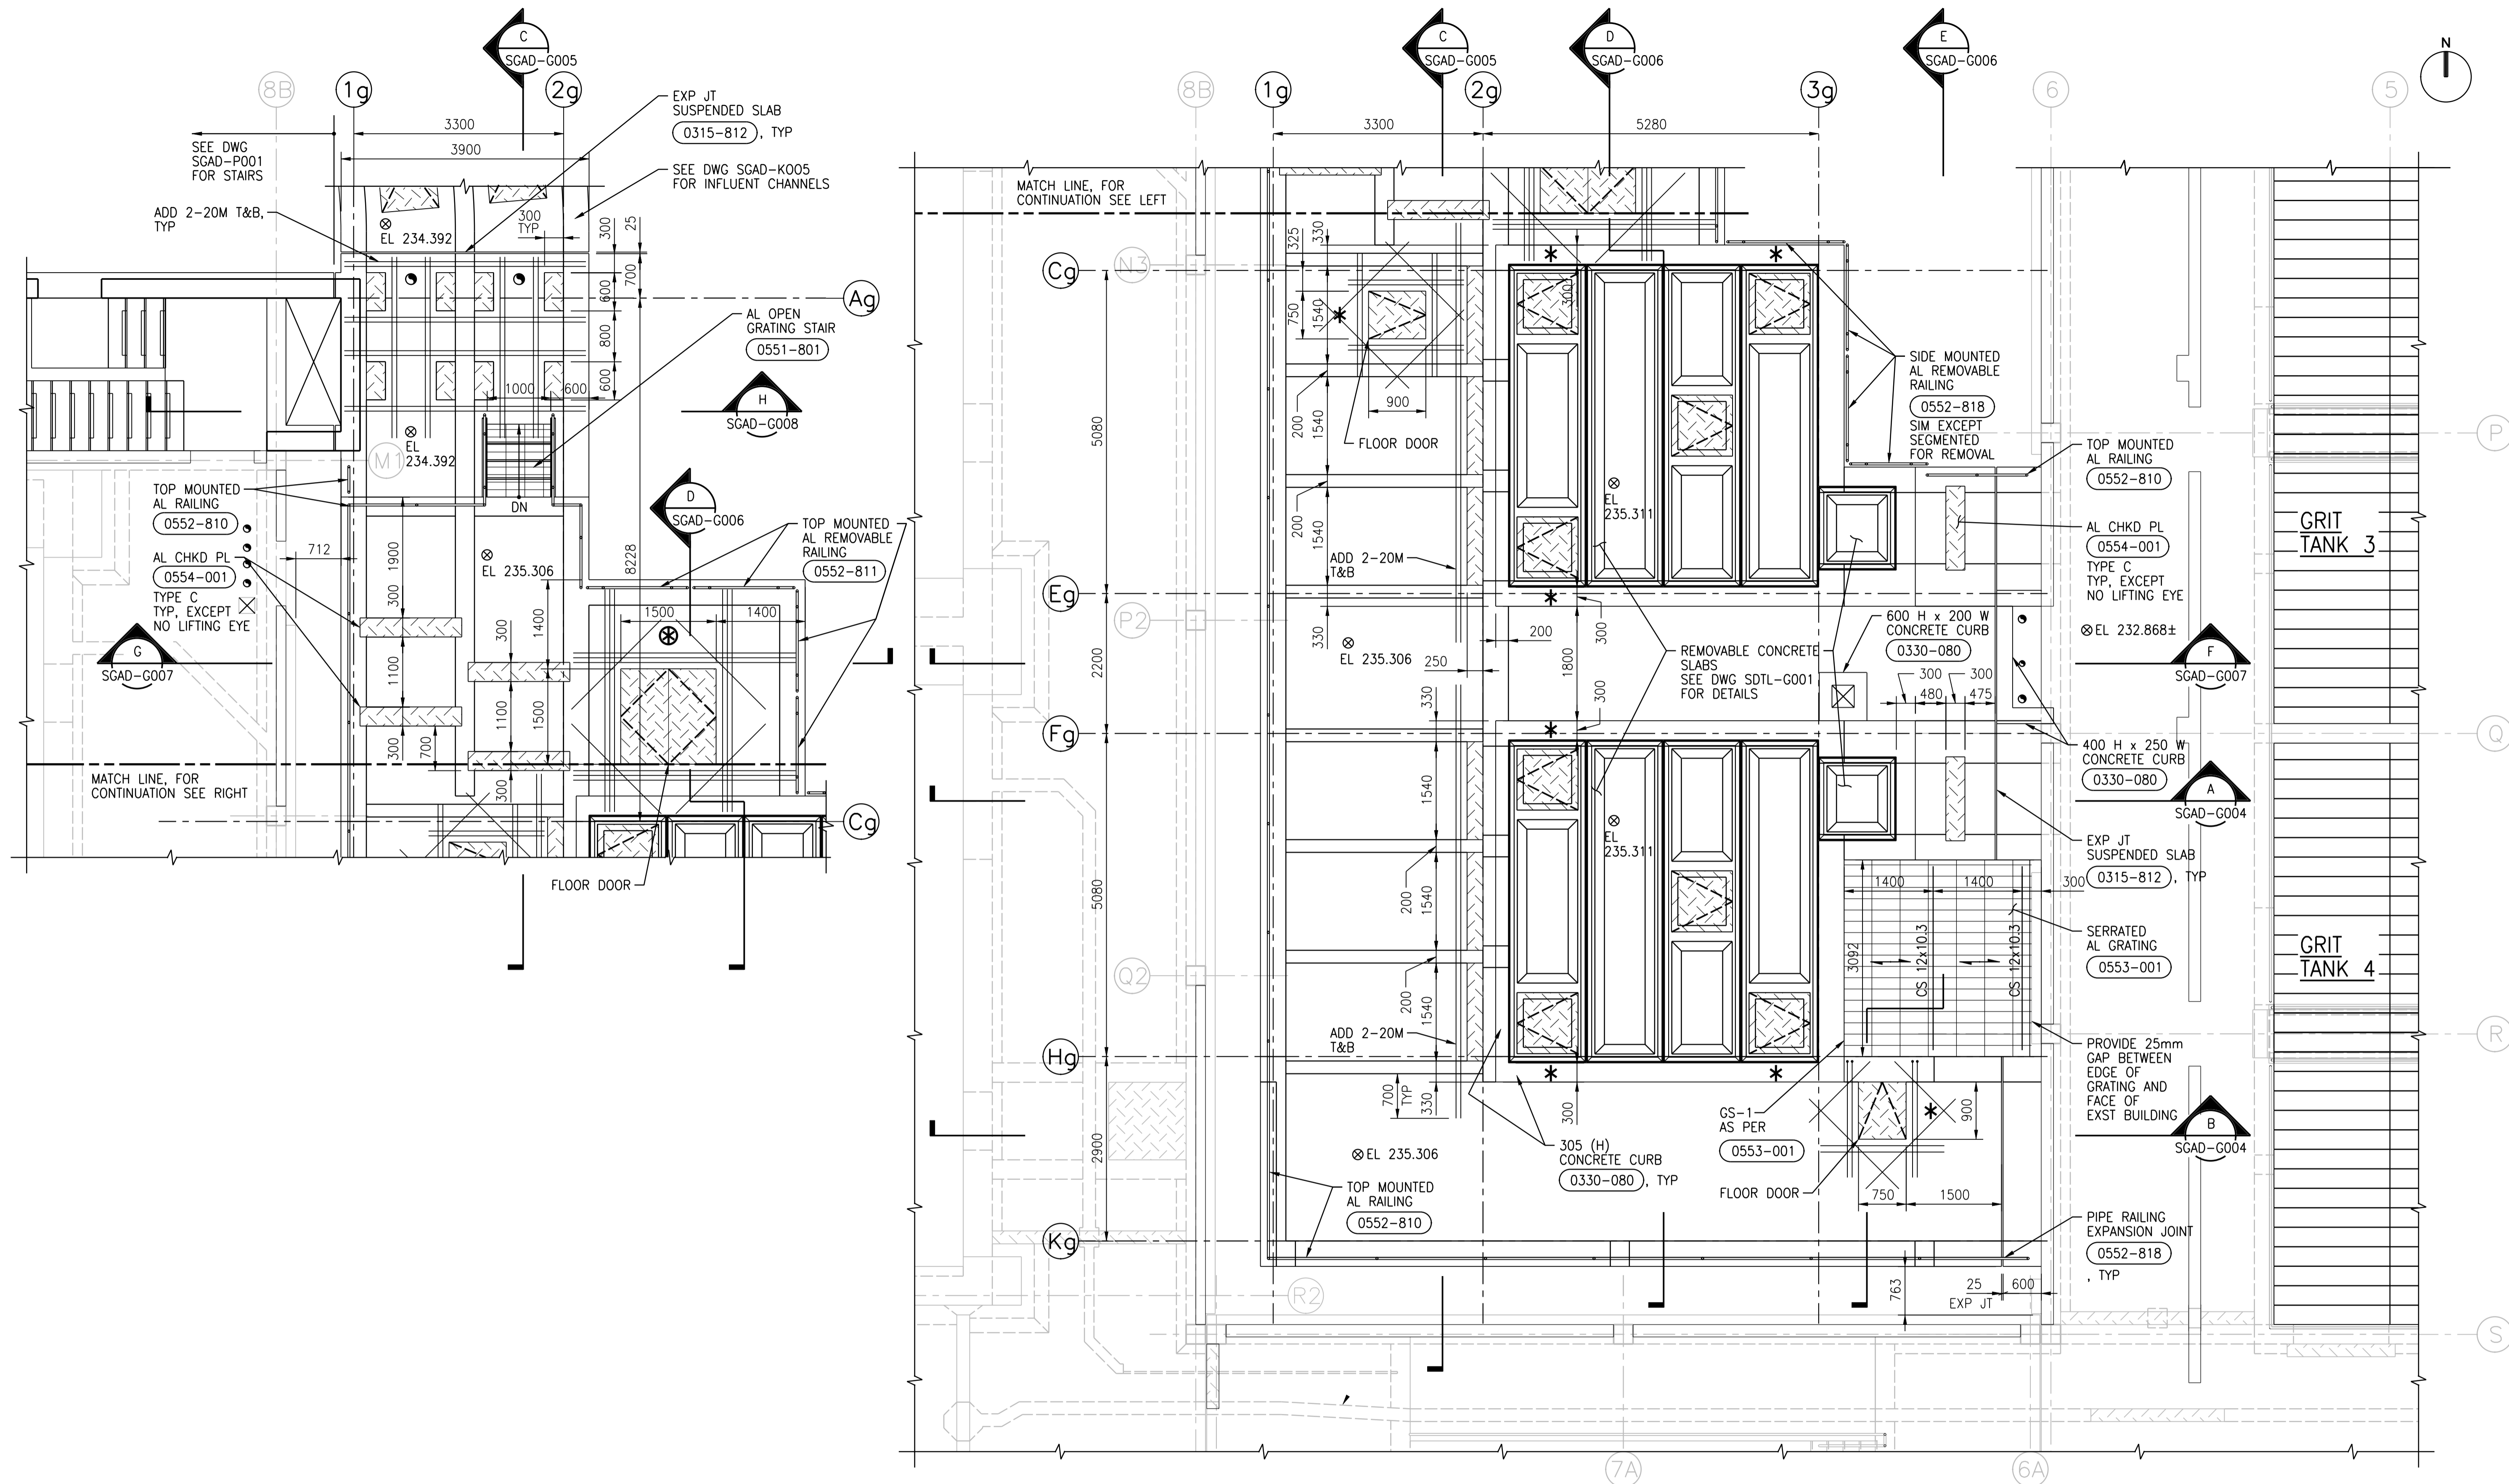 C
SGAD-G005
8B
1g
2g
EXP JT
SUSPENDED SLAB
0315-812, TYP
3300
3900
SEE DWG
SGAD-P001
FOR STAIRS
SEE DWG SGAD-K005
FOR INFLUENT CHANNELS
ADD 2-20M T&B,
TYP
300
TYP
EL 234.392
300
25
700
600
800
600
Ag
AL OPEN
GRATING STAIR
0551-801
1000
600
H
SGAD-G008
EL
234.392
M1
DN
TOP MOUNTED
AL RAILING
0552-810
D
SGAD-G006
TOP MOUNTED
AL REMOVABLE
RAILING
0552-811
AL CHKD PL
0554-001
TYPE C
TYP, EXCEPT
NO LIFTING EYE
712
1900
300
1100
300
700
EL 235.306
8228
1400
300
1100
1500
300
1500
1400
G
SGAD-G007
MATCH LINE, FOR
CONTINUATION SEE RIGHT
Cg
FLOOR DOOR
C
SGAD-G005
D
SGAD-G006
E
SGAD-G006
N
8B
1g
2g
3g
6
5
3300
5280
MATCH LINE, FOR
CONTINUATION SEE LEFT
N3
Cg
325
330
750
1540
900
200
1540
FLOOR DOOR
200
1540
5080
300
*
*
*
SIDE MOUNTED
AL REMOVABLE
RAILING
0552-818
SIM EXCEPT
SEGMENTED
FOR REMOVAL
P
TOP MOUNTED
AL RAILING
0552-810
EL
235.311
AL CHKD PL
0554-001
TYPE C
TYP, EXCEPT
NO LIFTING EYE
GRIT
TANK 3
ADD 2-20M
T&B
Eg
P2
*
330
EL 235.306
200
250
300
1800
300
2200
REMOVABLE CONCRETE
SLABS
SEE DWG SDTL-G001
FOR DETAILS
600 H x 200 W
CONCRETE CURB
0330-080
EL 232.868±
F
SGAD-G007
300
300
480
475
Fg
330
*
Q
400 H x 250 W
CONCRETE CURB
0330-080
A
SGAD-G004
1540
200
1540
200
1540
5080
EL
235.311
EXP JT
SUSPENDED SLAB
0315-812, TYP
1400
1400
300
3092
CS 12x10.3
CS 12x10.3
SERRATED
AL GRATING
0553-001
GRIT
TANK 4
Q2
ADD 2-20M
T&B
Hg
R
PROVIDE 25mm
GAP BETWEEN
EDGE OF
GRATING AND
FACE OF
EXST BUILDING
B
SGAD-G004
700
TYP
330
*
*
300
GS-1
AS PER
0553-001
*
900
2900
EL 235.306
305 (H)
CONCRETE CURB
0330-080, TYP
TOP MOUNTED
AL RAILING
0552-810
FLOOR DOOR
750
1500
Kg
PIPE RAILING
EXPANSION JOINT
0552-818
, TYP
763
25
600
EXP JT
R2
S
7A
6A